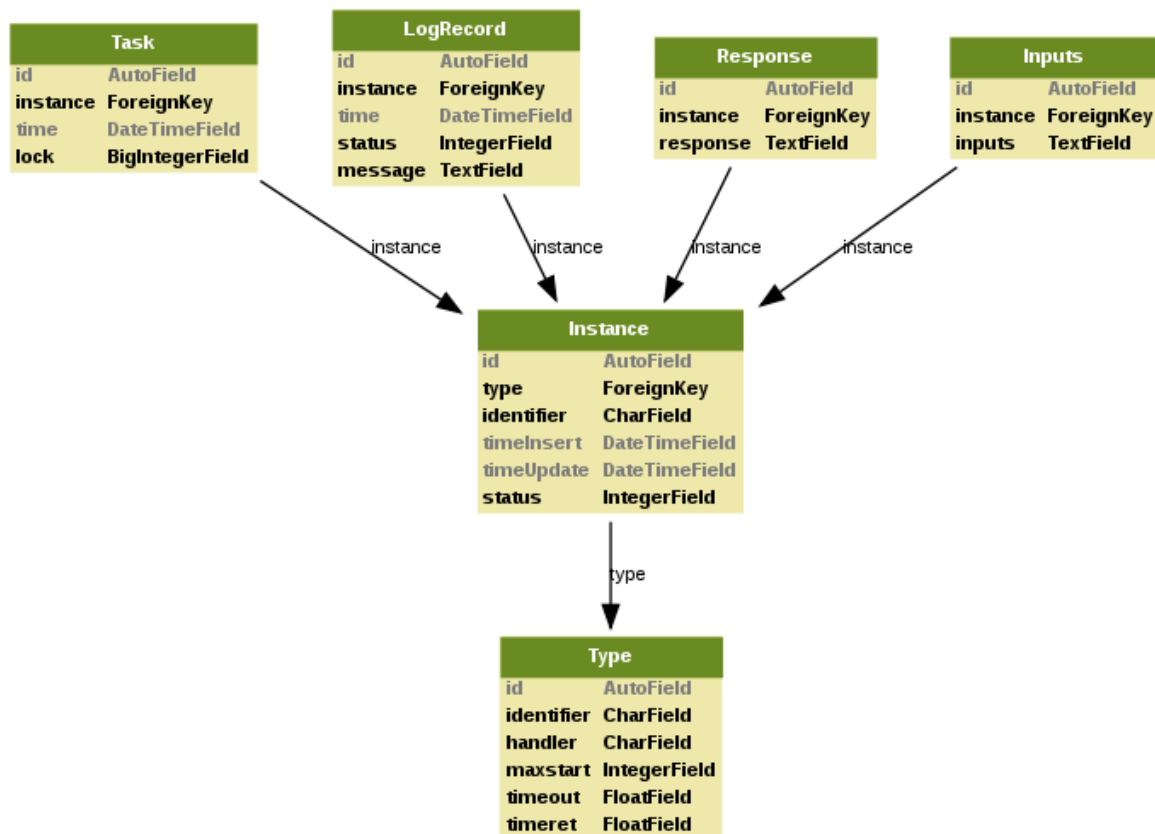 Task
id AutoField
instance ForeignKey
time DateTimeField
lock BigIntegerField
LogRecord
id AutoField
instance ForeignKey
time DateTimeField
status IntegerField
message TextField
Response
id AutoField
instance ForeignKey
response TextField
Inputs
id AutoField
instance ForeignKey
inputs TextField
instance
instance
instance
instance
Instance
id AutoField
type ForeignKey
identifier CharField
timeInsert DateTimeField
timeUpdate DateTimeField
status IntegerField
type
Type
id AutoField
identifier CharField
handler CharField
maxstart IntegerField
timeout FloatField
timeret FloatField